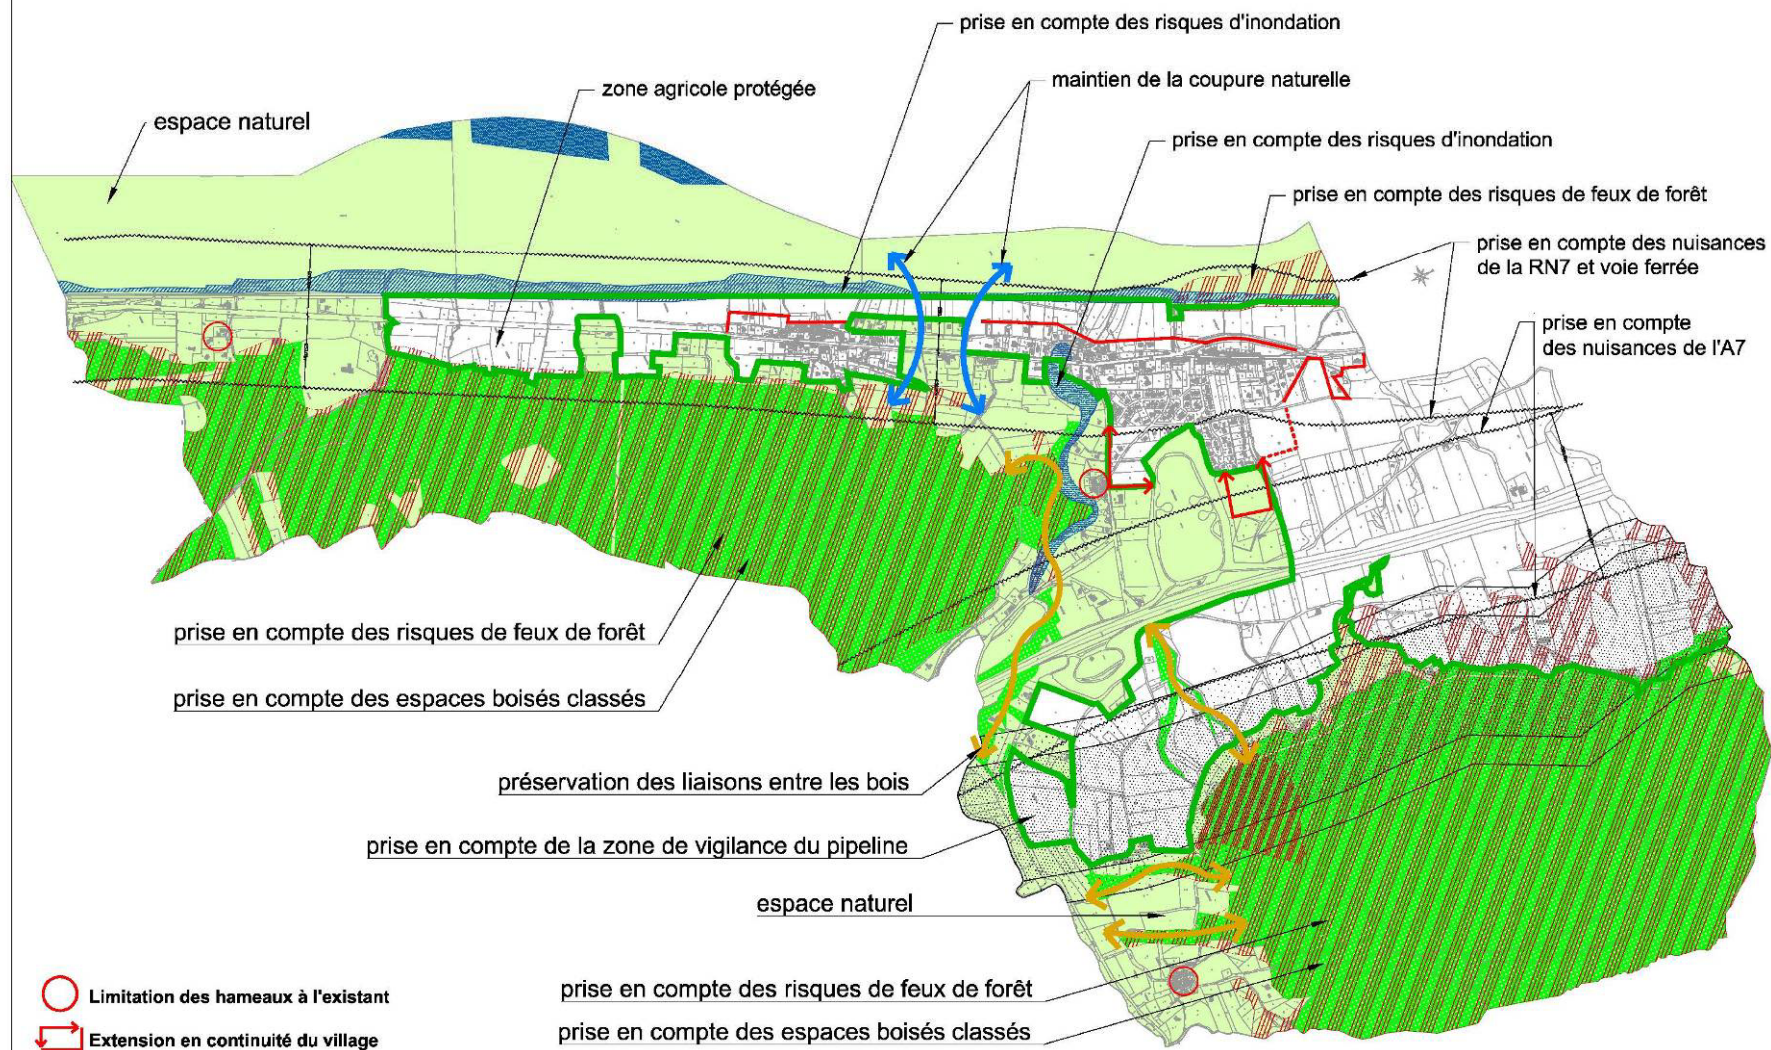 prise en compte des risques d'inondation
maintien de la coupure naturelle
zone agricole protégée
espace naturel
prise en compte des risques d'inondation
prise en compte des risques de feux de forêt
prise en compte des nuisances
de la RN7 et voie ferrée
prise en compte
des nuisances de l'A7
prise en compte des risques de feux de forêt
prise en compte des espaces boisés classés
préservation des liaisons entre les bois
prise en compte de la zone de vigilance du pipeline
espace naturel
prise en compte des risques de feux de forêt
prise en compte des espaces boisés classés
Limitation des hameaux à l'existant
Extension en continuité du village